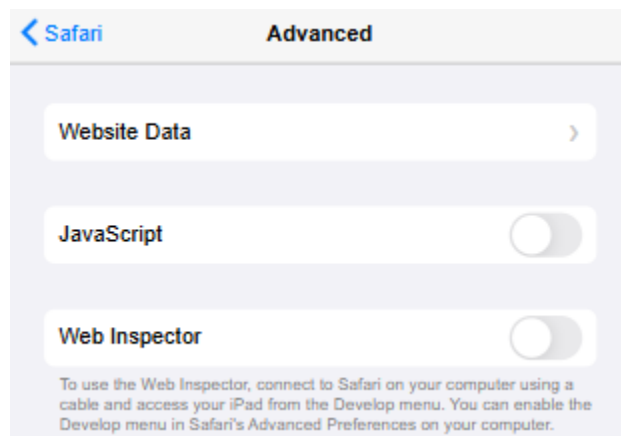 Safari Advanced
Website Data
JavaScript
Web Inspector
To use the Web Inspector, connect to Safari on your computer using a
cable and access your iPad from the Develop menu. You can enable the
Develop menu in Safari's Advanced Preferences on your computer.